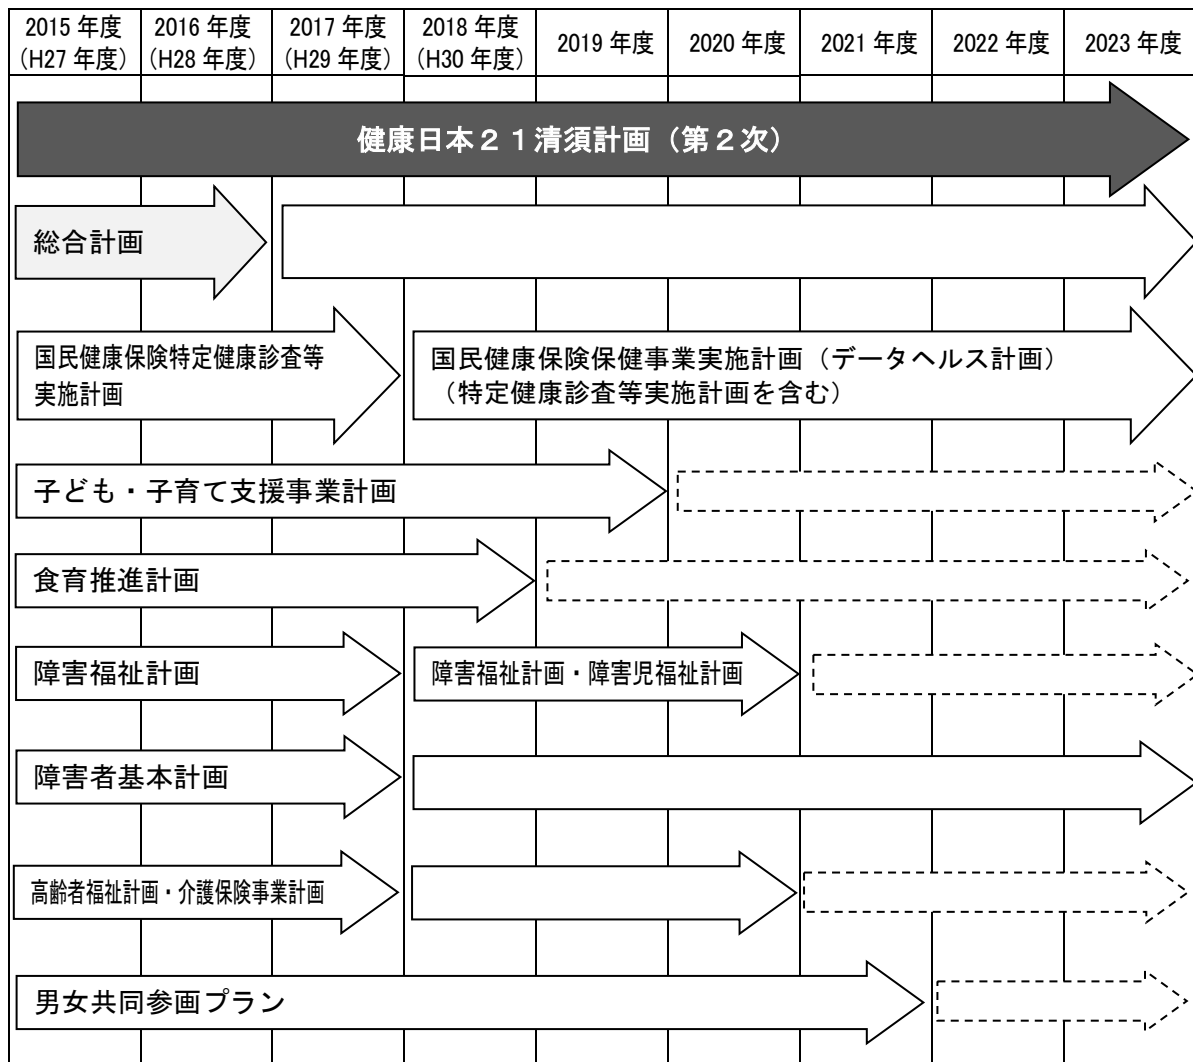 2015 年度
(H27 年度)
2016 年度
(H28 年度)
2017 年度
(H29 年度)
2018 年度
(H30 年度)
2019 年度
2020 年度
2021 年度
2022 年度
2023 年度
健康日本２１清須計画（第２次）
総合計画
国民健康保険特定健康診査等
実施計画
国民健康保険保健事業実施計画（データヘルス計画）
（特定健康診査等実施計画を含む）
子ども・子育て支援事業計画
食育推進計画
障害福祉計画
障害福祉計画・障害児福祉計画
障害者基本計画
高齢者福祉計画・介護保険事業計画
男女共同参画プラン